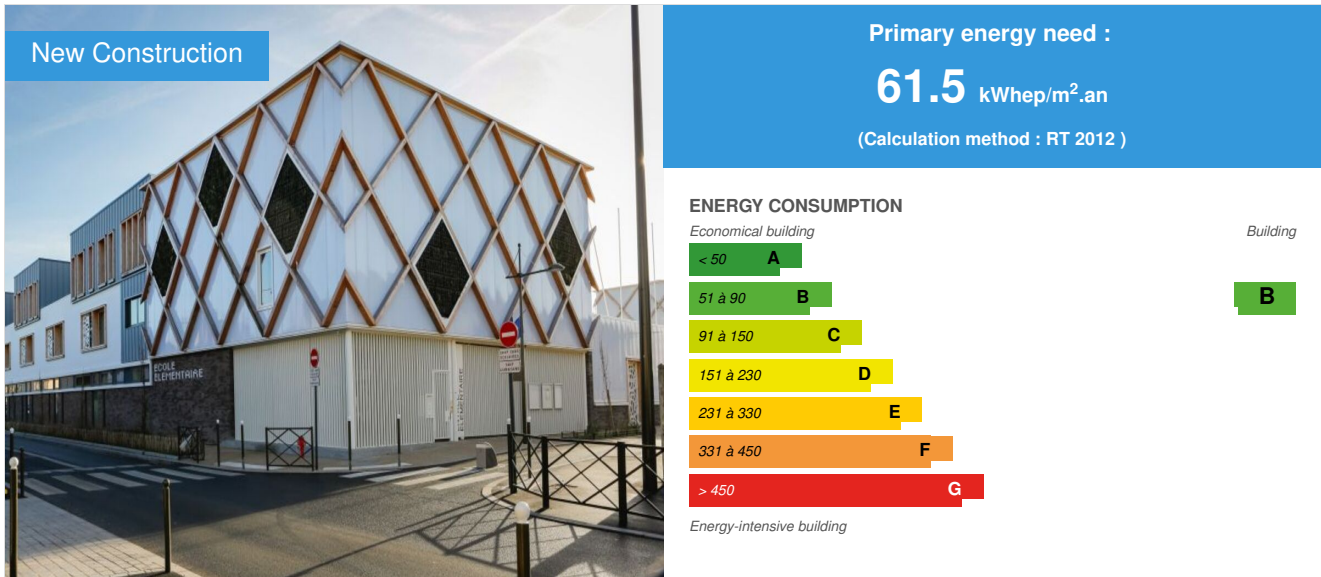 New Construction
ECOLE
ELEMENTAIRE
Primary energy need :
61.5 kWhep/m².an
(Calculation method : RT 2012 )
ENERGY CONSUMPTION
Economical building
Building
< 50 A
51 à 90 B
B
91 à 150 C
151 à 230 D
231 à 330 E
331 à 450 F
> 450 G
Energy-intensive building